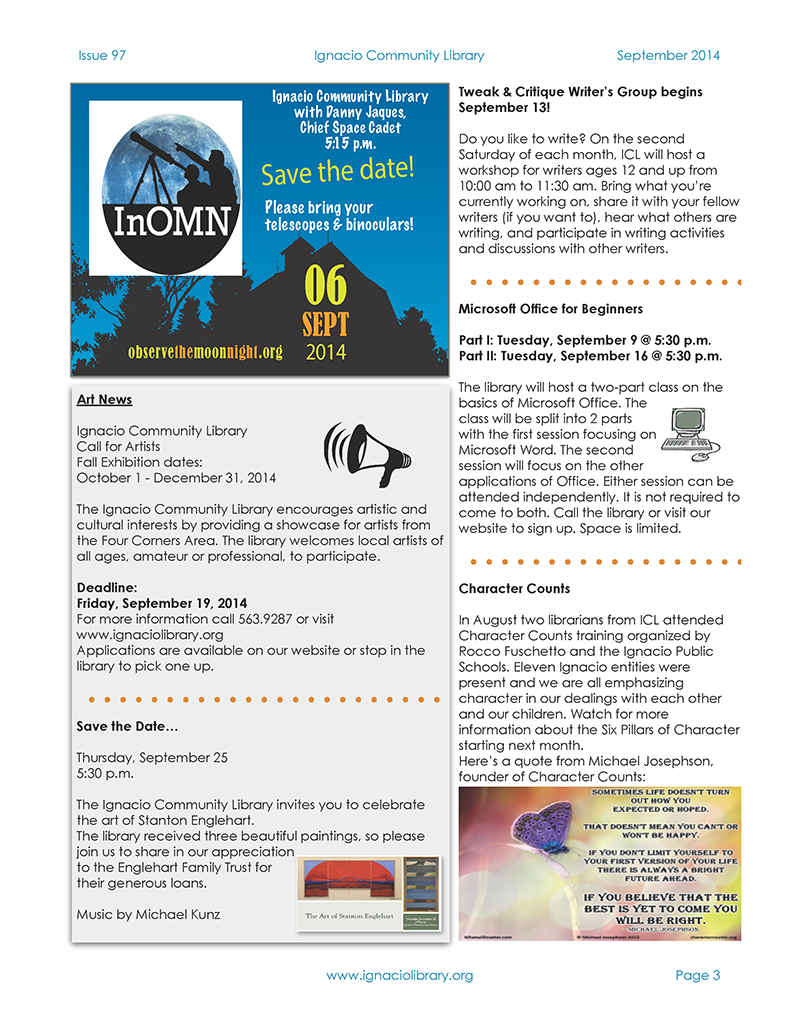 Issue 97
Ignacio Community Library
September 2014
Ignacio Community Library
with Danny Jaques,
Chief Space Cadet
5:15 p.m.
Save the date!
InOMN
Please bring your
telescopes & binoculars!
06
SEPT
2014
observethemoonnight.org
Art News
Ignacio Community Library
Call for Artists
Fall Exhibition dates:
October 1 - December 31, 2014
The Ignacio Community Library encourages artistic and
cultural interests by providing a showcase for artists from
the Four Corners Area. The library welcomes local artists of
all ages, amateur or professional, to participate.
Deadline:
Friday, September 19, 2014
For more information call 563.9287 or visit
www.ignaciolibrary.org
Applications are available on our website or stop in the
library to pick one up.
Save the Date…
Thursday, September 25
5:30 p.m.
The Ignacio Community Library invites you to celebrate
the art of Stanton Englehart.
The library received three beautiful paintings, so please
join us to share in our appreciation
to the Englehart Family Trust for
their generous loans.
Music by Michael Kunz
The Art of Stanton Englehart
Tweak & Critique Writer's Group begins
September 13!
Do you like to write? On the second
Saturday of each month, ICL will host a
workshop for writers ages 12 and up from
10:00 am to 11:30 am. Bring what you're
currently working on, share it with your fellow
writers (if you want to), hear what others are
writing, and participate in writing activities
and discussions with other writers.
Microsoft Office for Beginners
Part I: Tuesday, September 9 @ 5:30 p.m.
Part II: Tuesday, September 16 @ 5:30 p.m.
The library will host a two-part class on the
basics of Microsoft Office. The
class will be split into 2 parts
with the first session focusing on
Microsoft Word. The second
session will focus on the other
applications of Office. Either session can be
attended independently. It is not required to
come to both. Call the library or visit our
website to sign up. Space is limited.
Character Counts
In August two librarians from ICL attended
Character Counts training organized by
Rocco Fuschetto and the Ignacio Public
Schools. Eleven Ignacio entities were
present and we are all emphasizing
character in our dealings with each other
and our children. Watch for more
information about the Six Pillars of Character
starting next month.
Here's a quote from Michael Josephson,
founder of Character Counts:
SOMETIMES LIFE DOESN'T TURN
OUT HOW YOU
EXPECTED OR HOPED.
THAT DOESN'T MEAN YOU CAN'T OR
WON'T BE HAPPY.
IF YOU DON'T LIMIT YOURSELF TO
YOUR FIRST VERSION OF YOUR LIFE
THERE IS ALWAYS A BRIGHT
FUTURE AHEAD.
IF YOU BELIEVE THAT THE
BEST IS YET TO COME YOU
WILL BE RIGHT.
-MICHAEL JOSEPHSON
Whatwillmatter.com
© Michael Josephson 2013
charactercounts.org
www.ignaciolibrary.org
Page 3